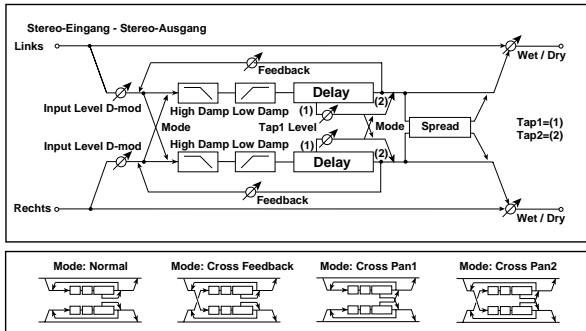 Stereo-Eingang - Stereo-Ausgang
Links
Wet / Dry
Feedback
Input Level D-mod
High Damp Low Damp
Delay
(1)
(2)
Mode
Tap1 Level
Mode
Spread
Tap1=(1)
Tap2=(2)
Input Level D-mod
High Damp Low Damp
(1)
Delay
(2)
Feedback
Rechts
Wet / Dry
Mode: Normal
Mode: Cross Feedback
Mode: Cross Pan1
Mode: Cross Pan2